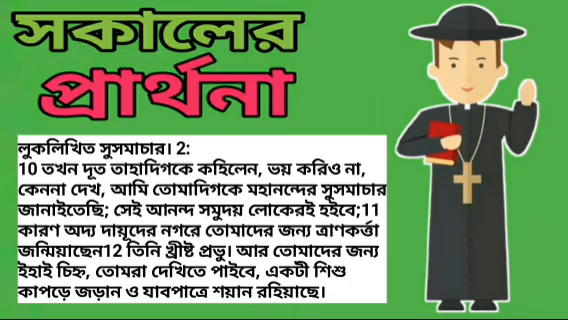 সকালের
প্রার্থনা
লুকলিখিত সুসমাচার। 2:
10 তখন দূত তাহাদিগকে কহিলেন, ভয় করিও না,
কেননা দেখ, আমি তোমাদিগকে মহানন্দের সুসমাচার
জানাইতেছি; সেই আনন্দ সমুদয় লোকেরই হইবে;11
কারণ অদ্য দায়ূদের নগরে তোমাদের জন্য ত্রাণকর্ত্তা
জন্মিয়াছেন12 তিনি খ্রীষ্ট প্রভু। আর তোমাদের জন্য
ইহাই চিহ্ন, তোমরা দেখিতে পাইবে, একটী শিশু
কাপড়ে জড়ান ও যাবপাত্রে শয়ান রহিয়াছে।